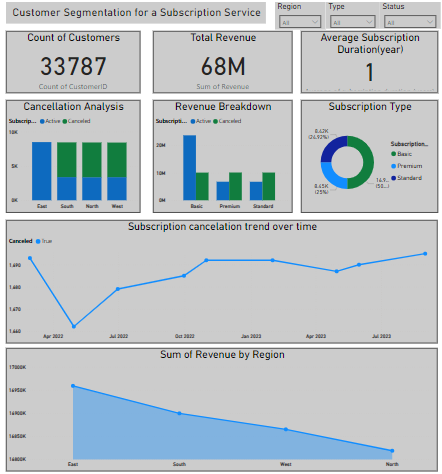 Customer Segmentation for a Subscription Service
Region
Type
Status
All
All
All
Count of Customers
33787
Count of CustomerID
Total Revenue
68M
Sum of Revenue
Average Subscription
Duration(year)
1
Cancellation Analysis
Subscrip... Active Canceled
10K
5K
0K
East South North West
Revenue Breakdown
Subscripti... Active Canceled
20M
10M
0M
Basic Premium Standard
Subscription Type
8.42K
(24.92%)
8.45K
(25%)
16.9...
(50...)
Subscription...
Basic
Premium
Standard
Subscription cancelation trend over time
Canceled True
1.690
1.680
1.670
1.660
Apr 2022 Jul 2022 Oct 2022 Jan 2023 Apr 2023 Jul 2023
Sum of Revenue by Region
17000K
16950K
16900K
16850K
16800K
East South West North